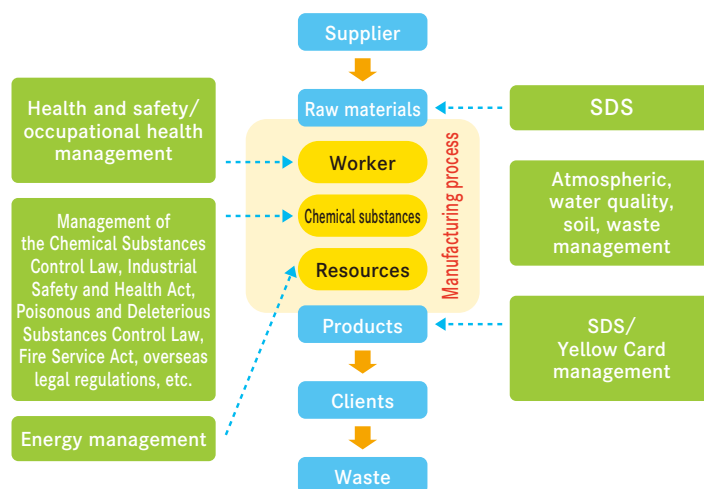 Supplier
Raw materials
Health and safety/
occupational health
management
SDS
Worker
Chemical substances
Resources
Manufacturing process
Management of
the Chemical Substances
Control Law, Industrial
Safety and Health Act,
Poisonous and Deleterious
Substances Control Law,
Fire Service Act, overseas
legal regulations, etc.
Atmospheric,
water quality,
soil, waste
management
Products
SDS/
Yellow Card
management
Clients
Energy management
Waste